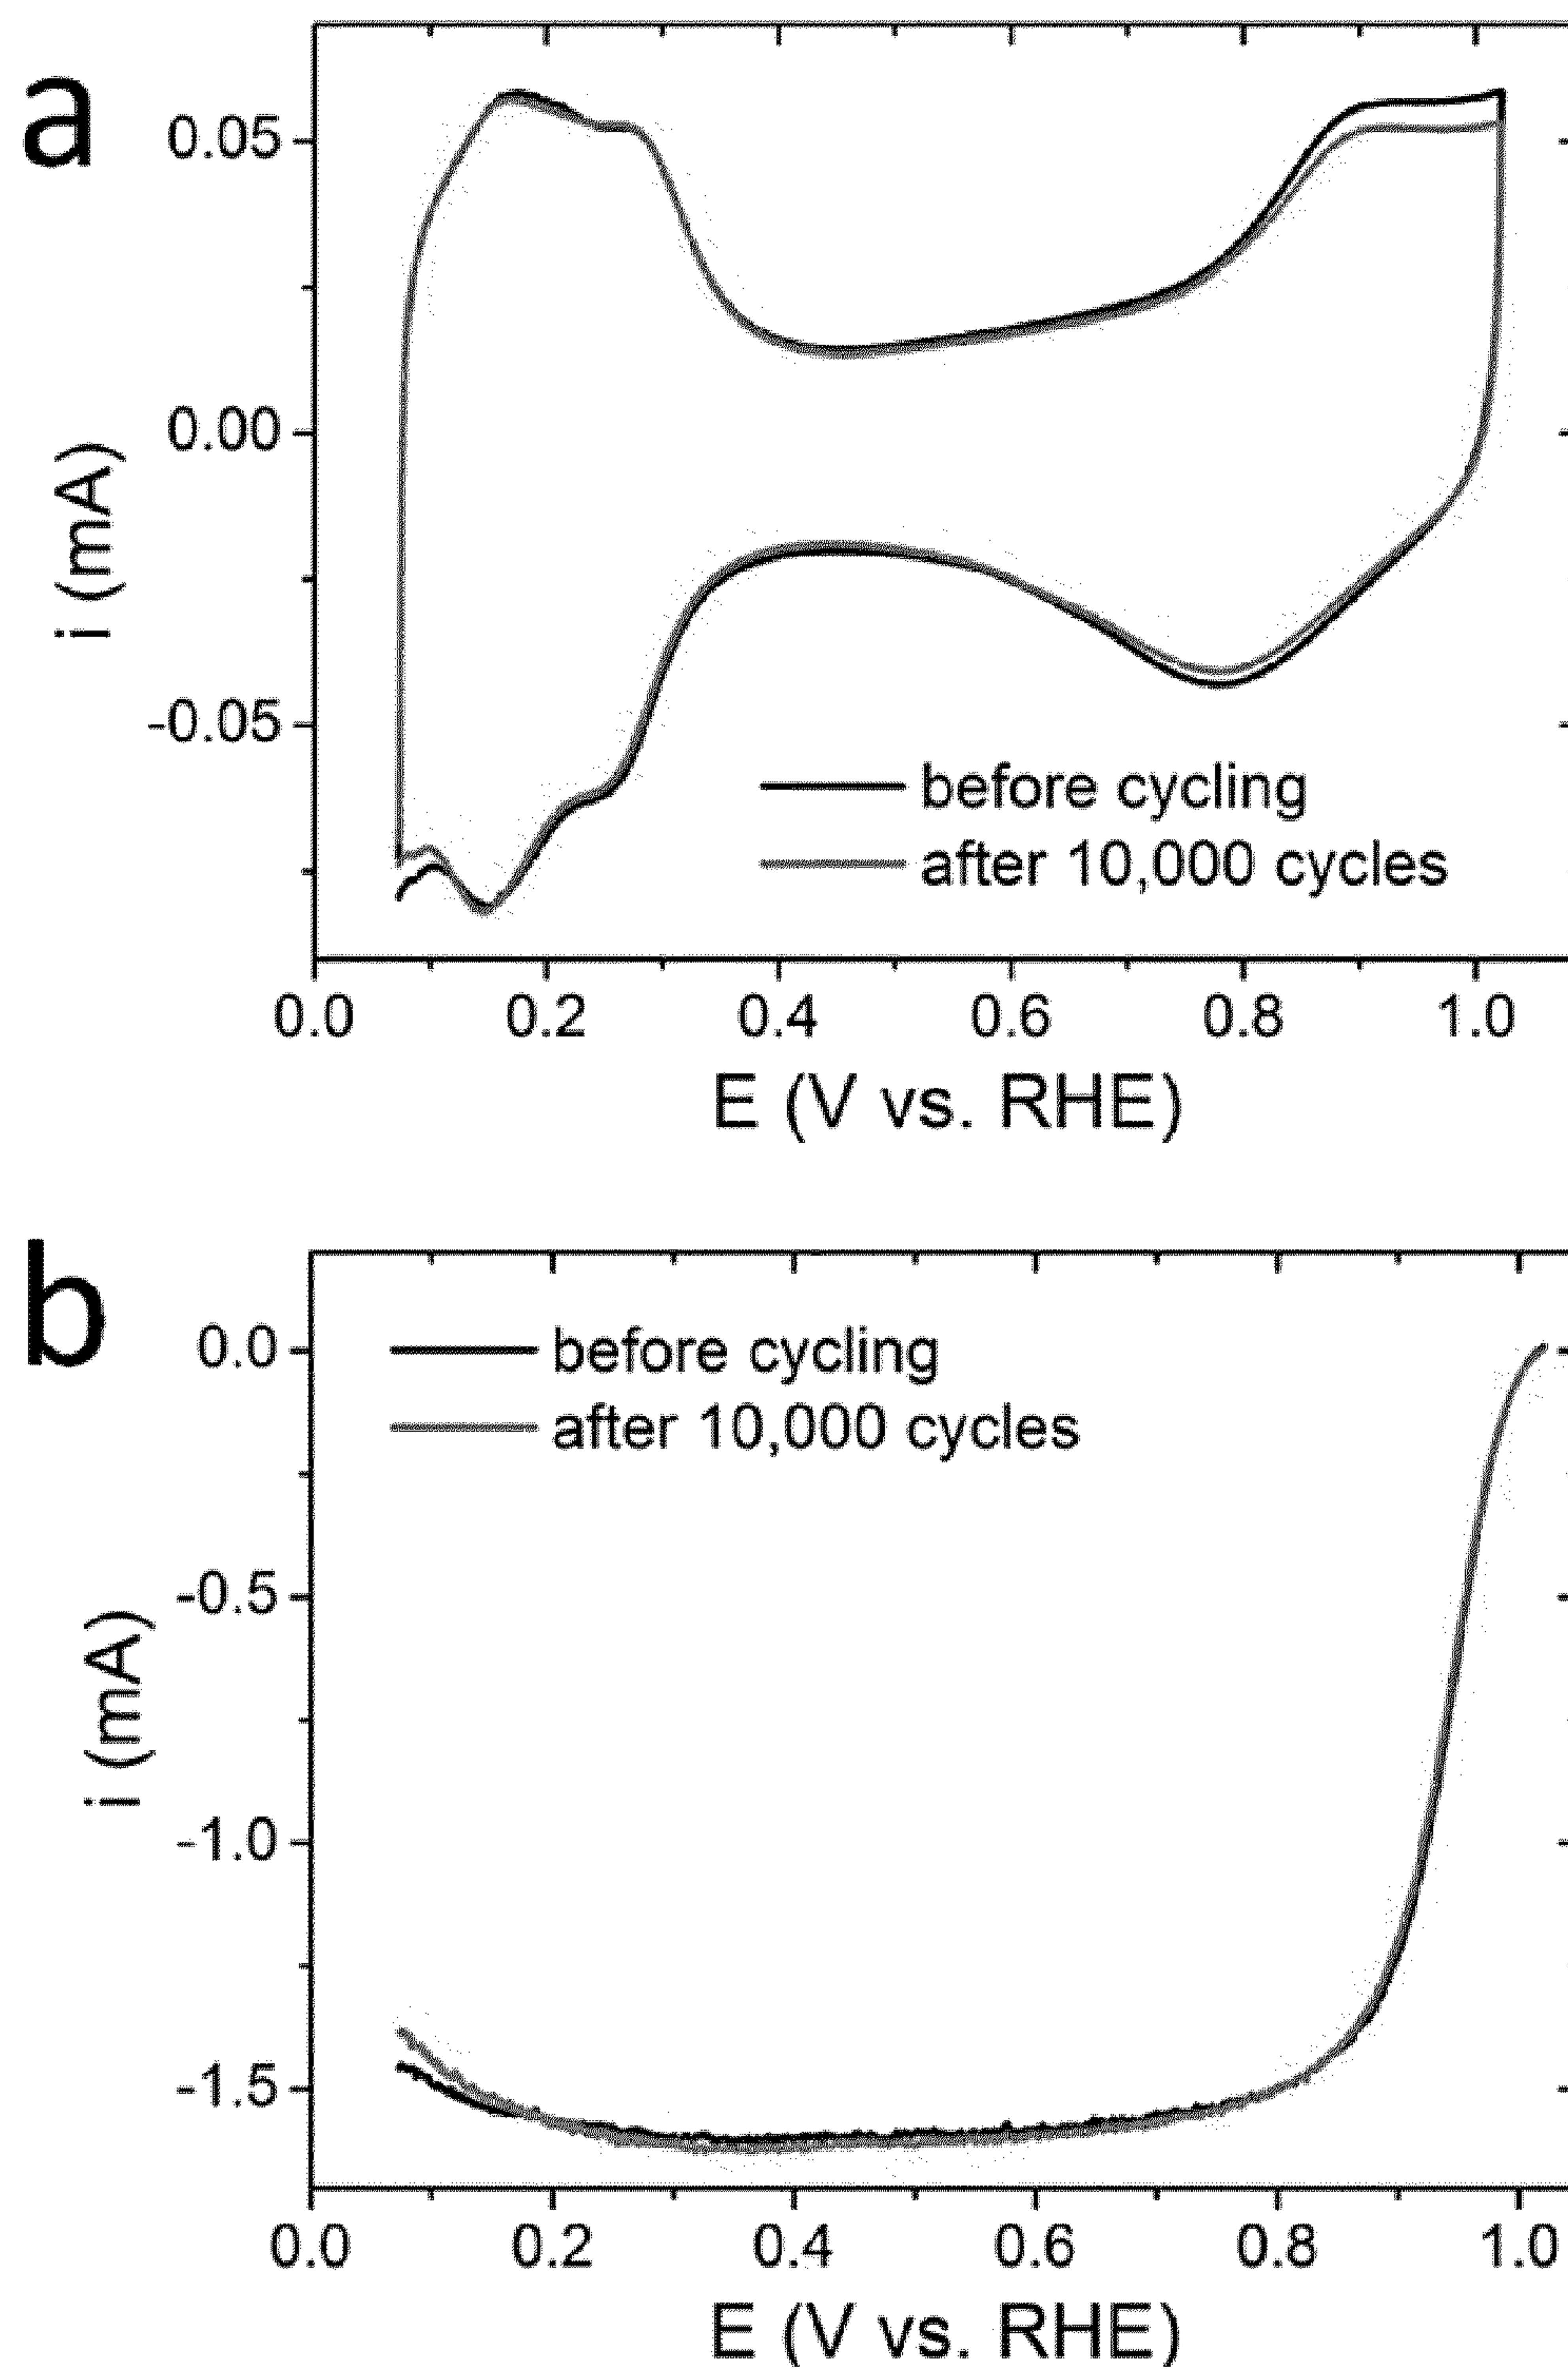 a
0.05
0.00
-0.05
i (mA)
before cycling
after 10,000 cycles
0.0 0.2 0.4 0.6 0.8 1.0
E (V vs. RHE)
b
0.0
-0.5
-1.0
-1.5
i (mA)
before cycling
after 10,000 cycles
0.0 0.2 0.4 0.6 0.8 1.0
E (V vs. RHE)